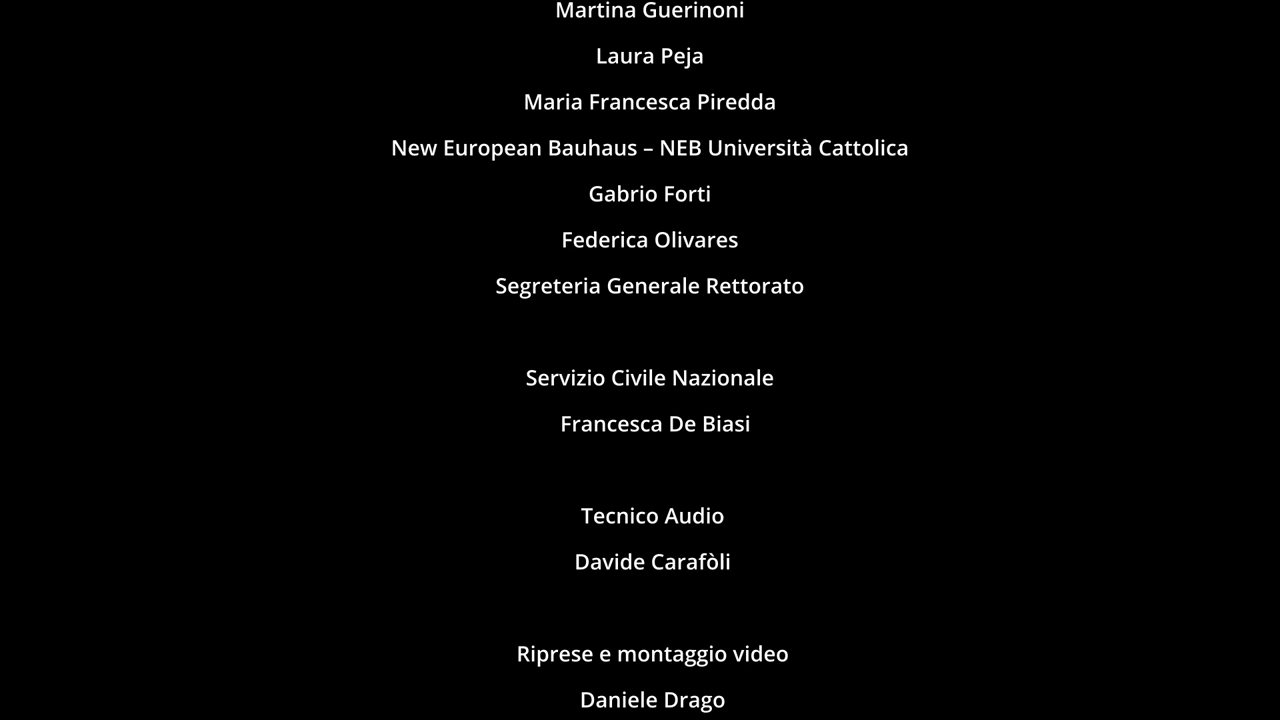 Martina Guerinoni
Laura Peja
Maria Francesca Piredda
New European Bauhaus – NEB Università Cattolica
Gabrio Forti
Federica Olivares
Segreteria Generale Rettorato
Servizio Civile Nazionale
Francesca De Biasi
Tecnico Audio
Davide Carafòli
Riprese e montaggio video
Daniele Drago